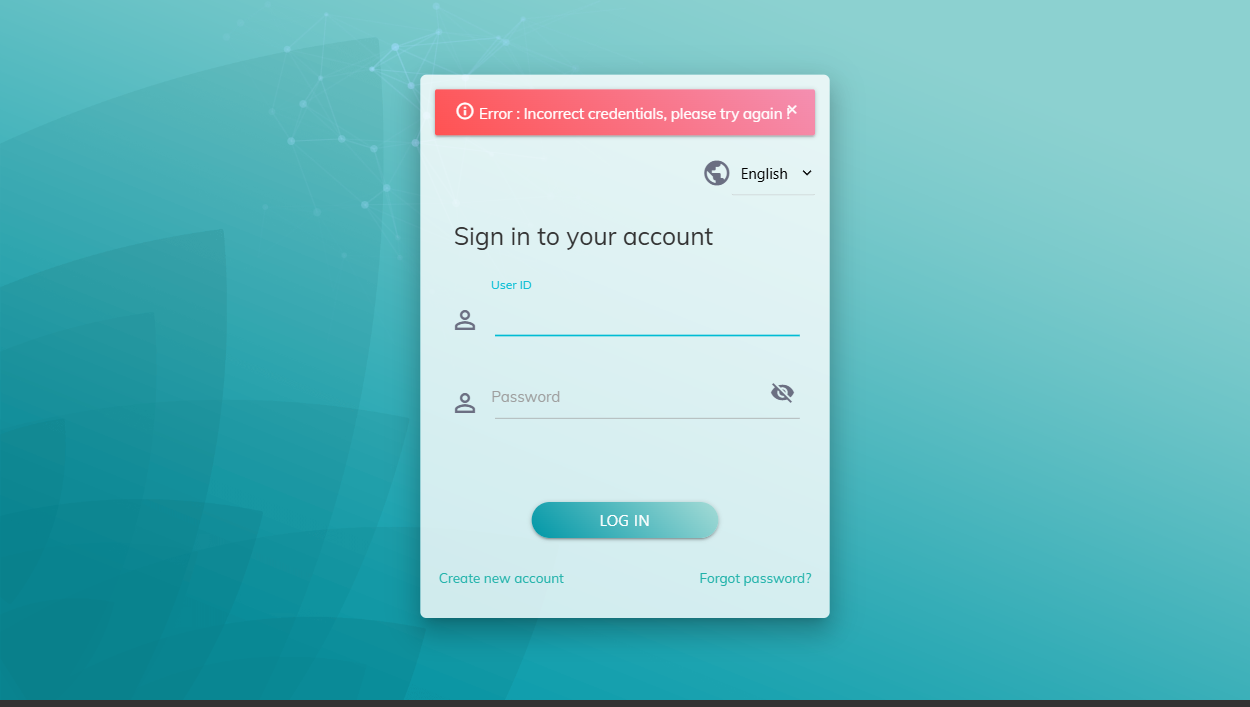 Error : Incorrect credentials, please try again !
English
Sign in to your account
User ID
Password
LOG IN
Create new account
Forgot password?